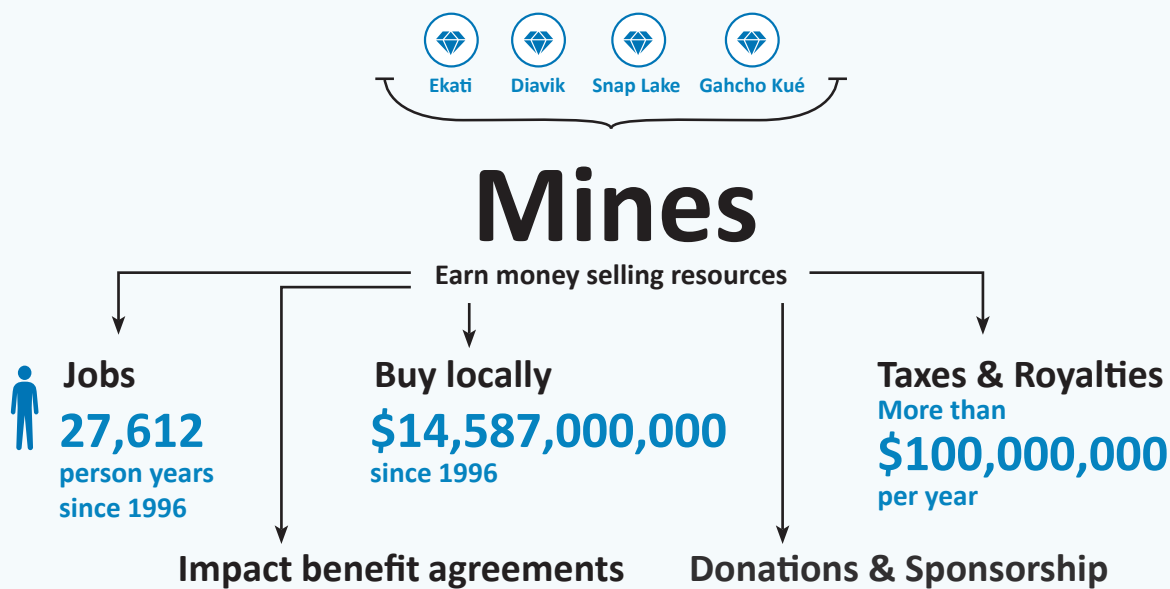 Ekati
Diavik
Snap Lake
Gahcho Kué
Mines
Earn money selling resources
Jobs
27,612
person years
since 1996
Buy locally
$14,587,000,000
since 1996
Taxes & Royalties
More than
$100,000,000
per year
Impact benefit agreements
Donations & Sponsorship